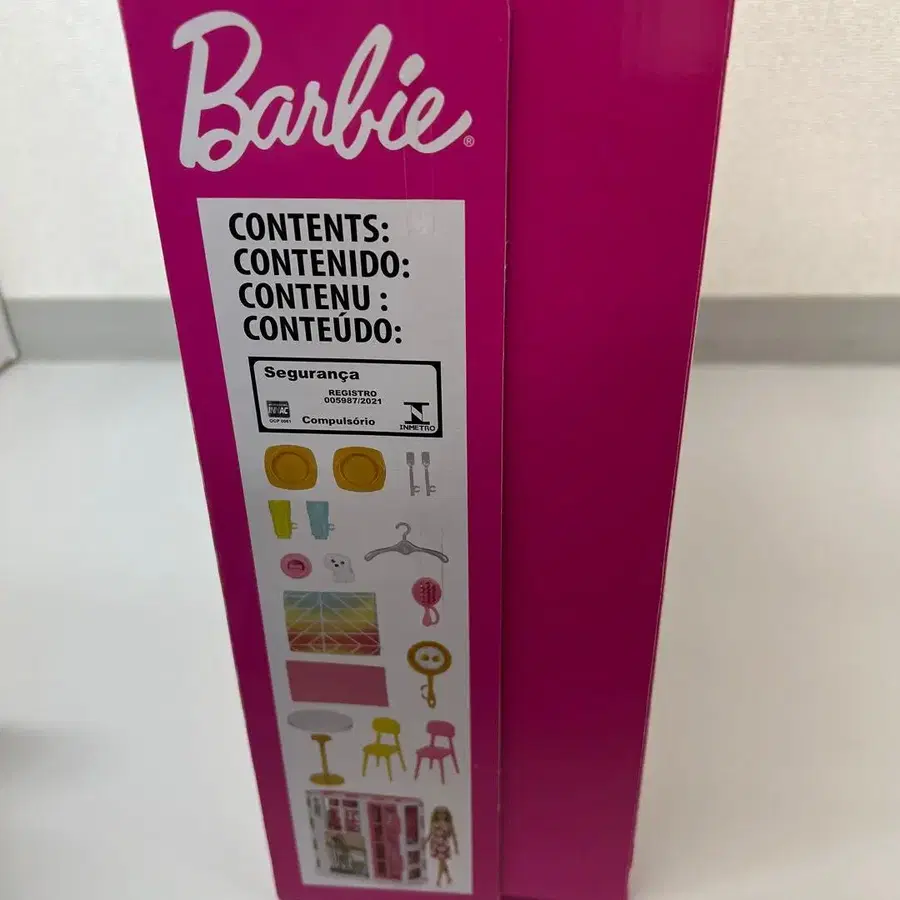 Barbie®
CONTENTS:
CONTENIDO:
CONTENU :
CONTEÚDO:
Segurança
REGISTRO
005987/2021
Compulsório
INMETRO